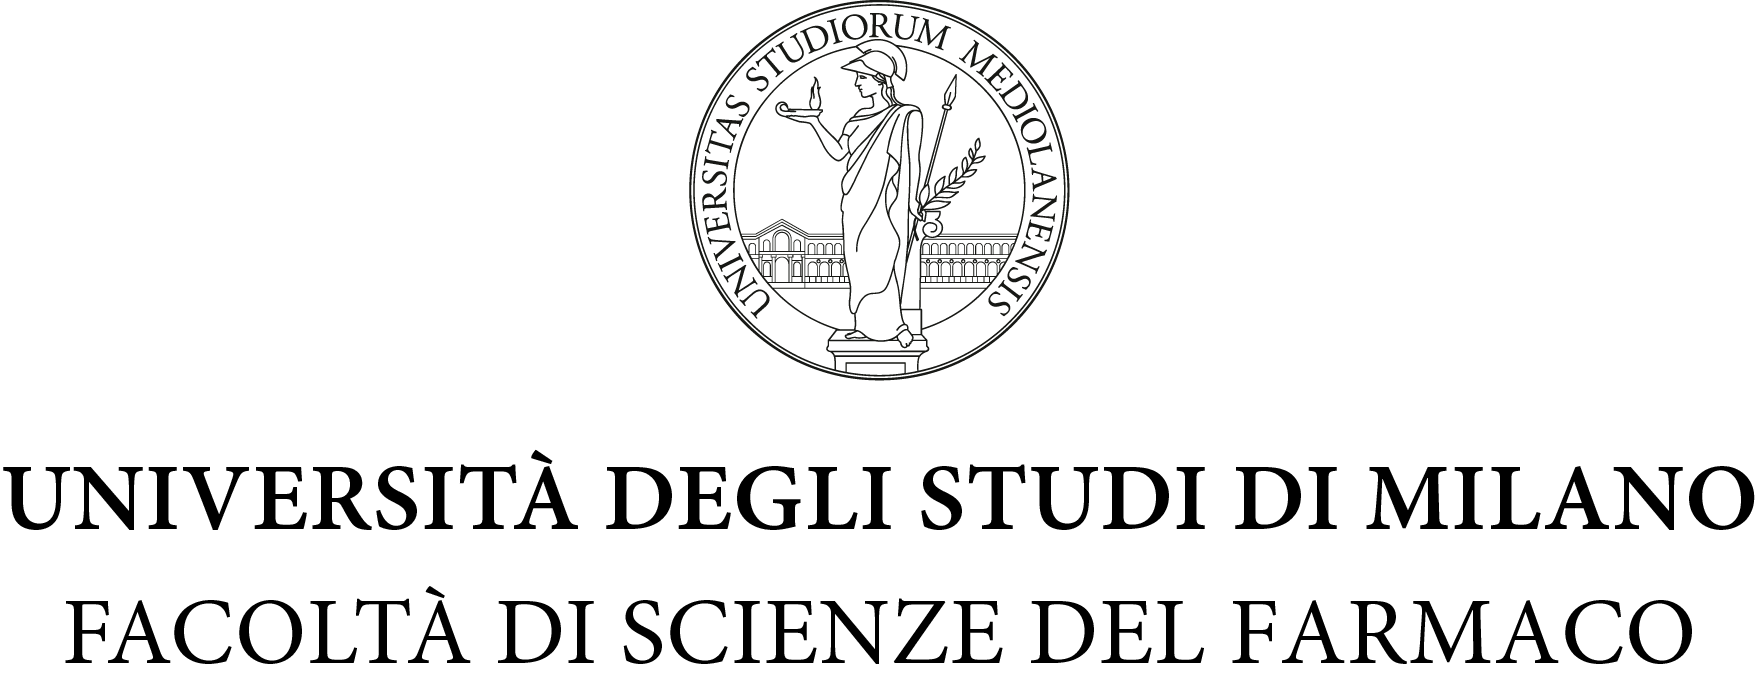 UNIVERSITAS STUDIORUM MEDIOLANENSIS
UNIVERSITÀ DEGLI STUDI DI MILANO
FACOLTÀ DI SCIENZE DEL FARMACO